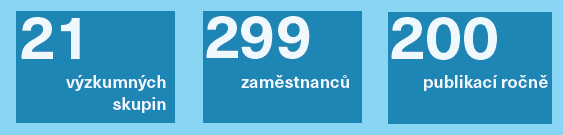 21
výzkumných
skupin
299
zaměstnanců
200
publikací ročně